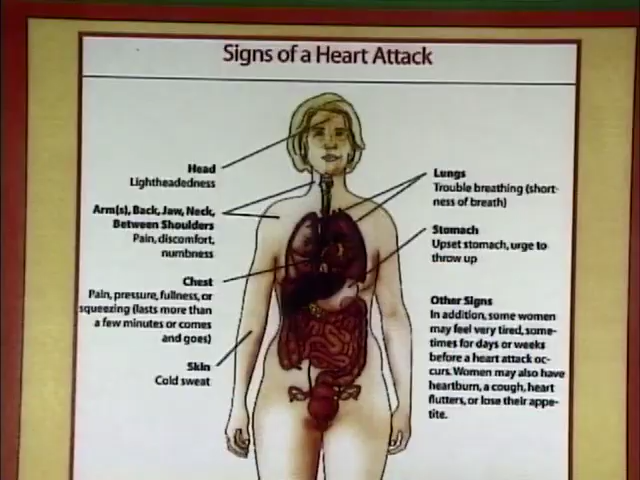 Signs of a Heart Attack
Head
Lightheadedness
Arm(s), Back, Jaw, Neck,
Between Shoulders
Pain, discomfort,
numbness
Chest
Pain, pressure, fullness, or
squeezing (lasts more than
a few minutes or comes
and goes)
Skin
Cold sweat
Lungs
Trouble breathing (short-
ness of breath)
Stomach
Upset stomach, urge to
throw up
Other Signs
In addition, some women
may feel very tired, some-
times for days or weeks
before a heart attack oc-
curs. Women may also have
heartburn, a cough, heart
flutters, or lose their appe-
tite.